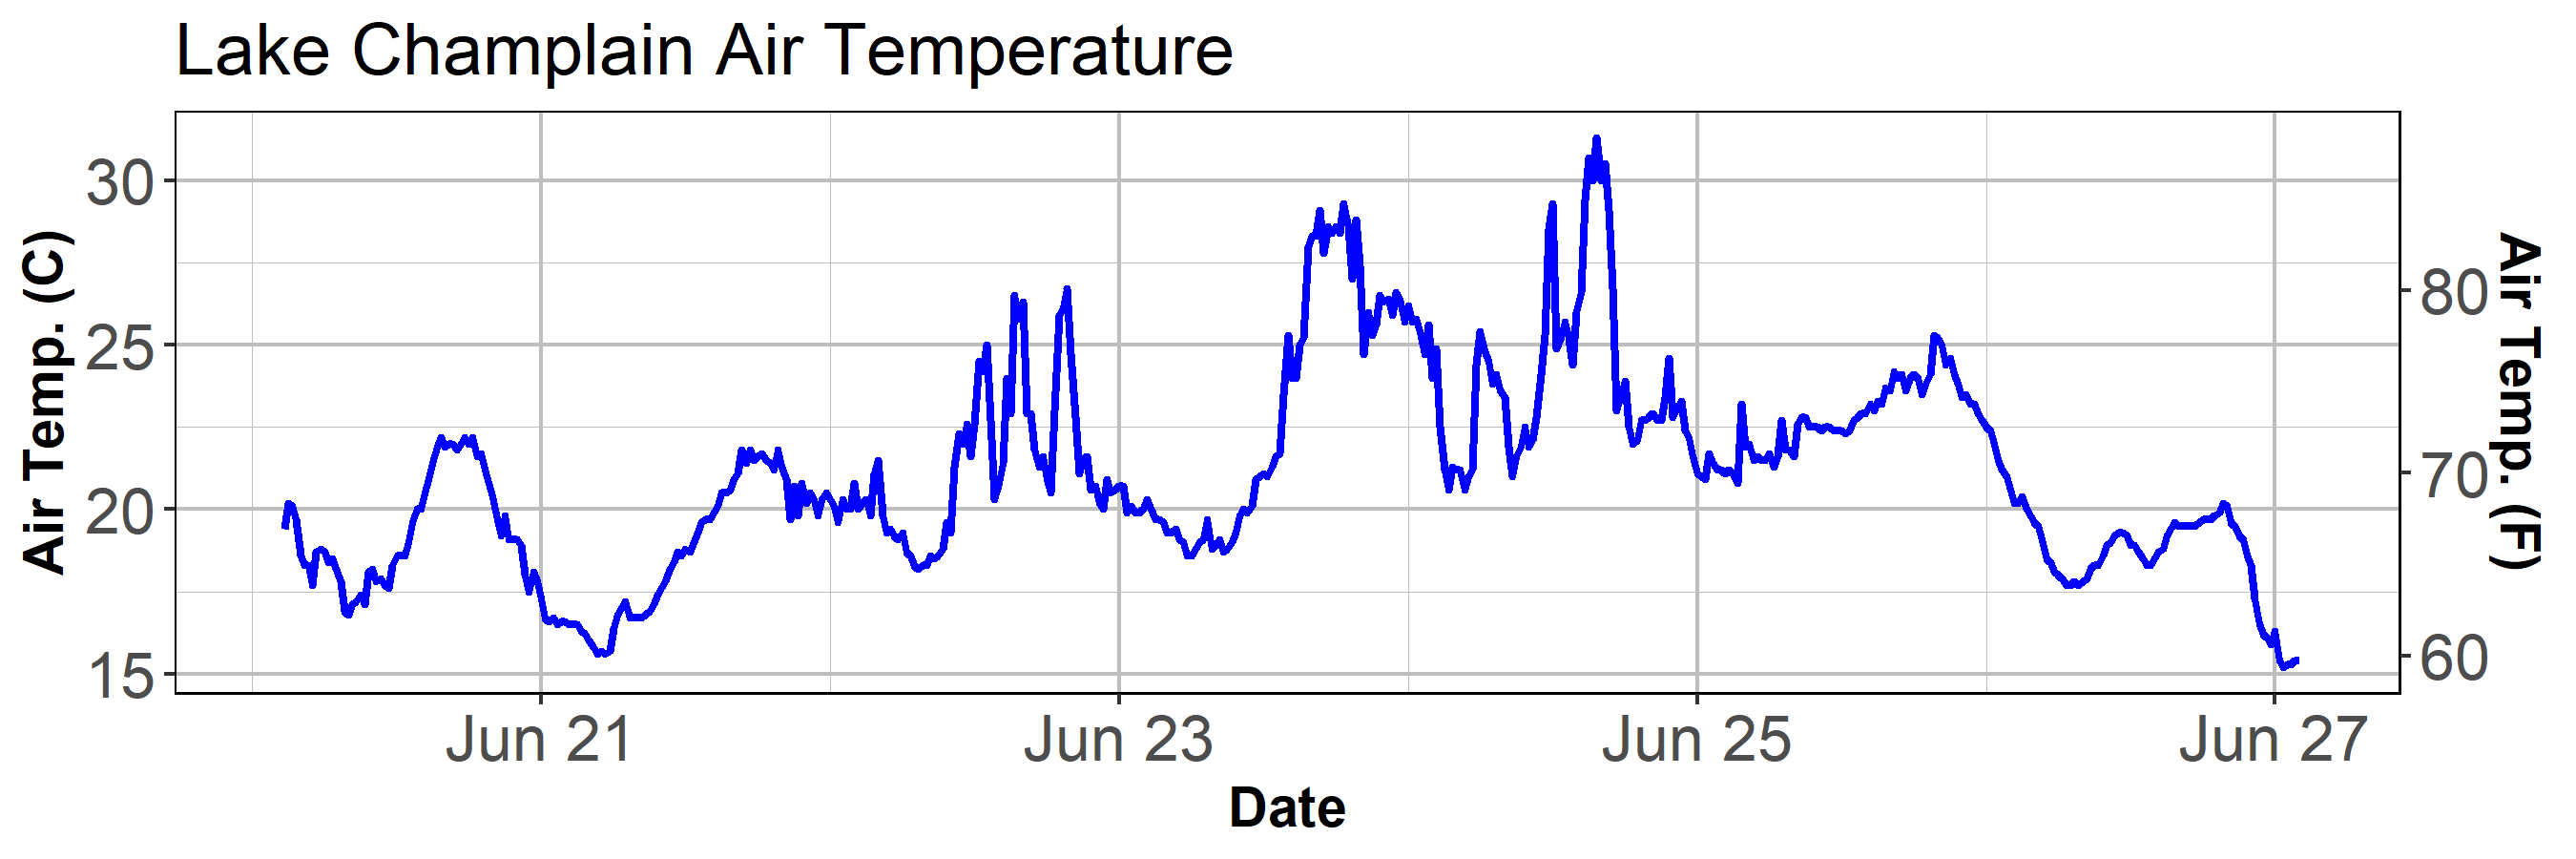 Lake Champlain Air Temperature
Air Temp. (C)
30
25
20
15
80
70
60
Air Temp. (F)
Jun 21 Jun 23 Jun 25 Jun 27
Date